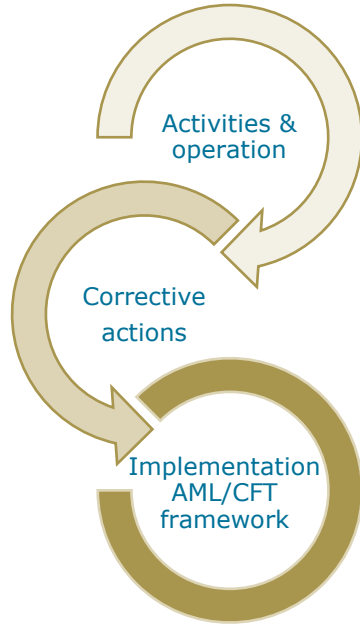 Activities &
operation
Corrective
actions
Implementation
AML/CFT
framework